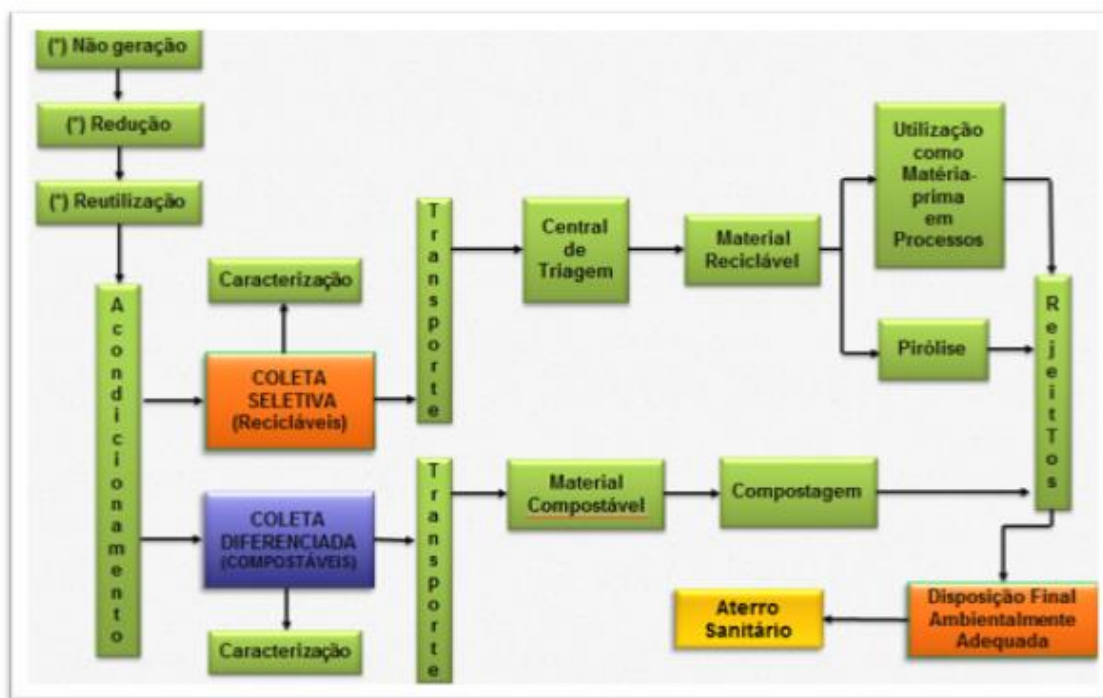 (*) Não geração
(*) Redução
(*) Reutilização
Acondicionamento
Caracterização
COLETA
SELETIVA
(Recicláveis)
Transporte
Central
de
Triagem
Material
Reciclável
Utilização
como
Matéria-
prima
em
Processos
Pirólise
RejeitTos
COLETA
DIFERENCIADA
(COMPOSTÁVEIS)
Caracterização
Transporte
Material
Compostável
Compostagem
Disposição Final
Ambientalmente
Adequada
Aterro
Sanitário